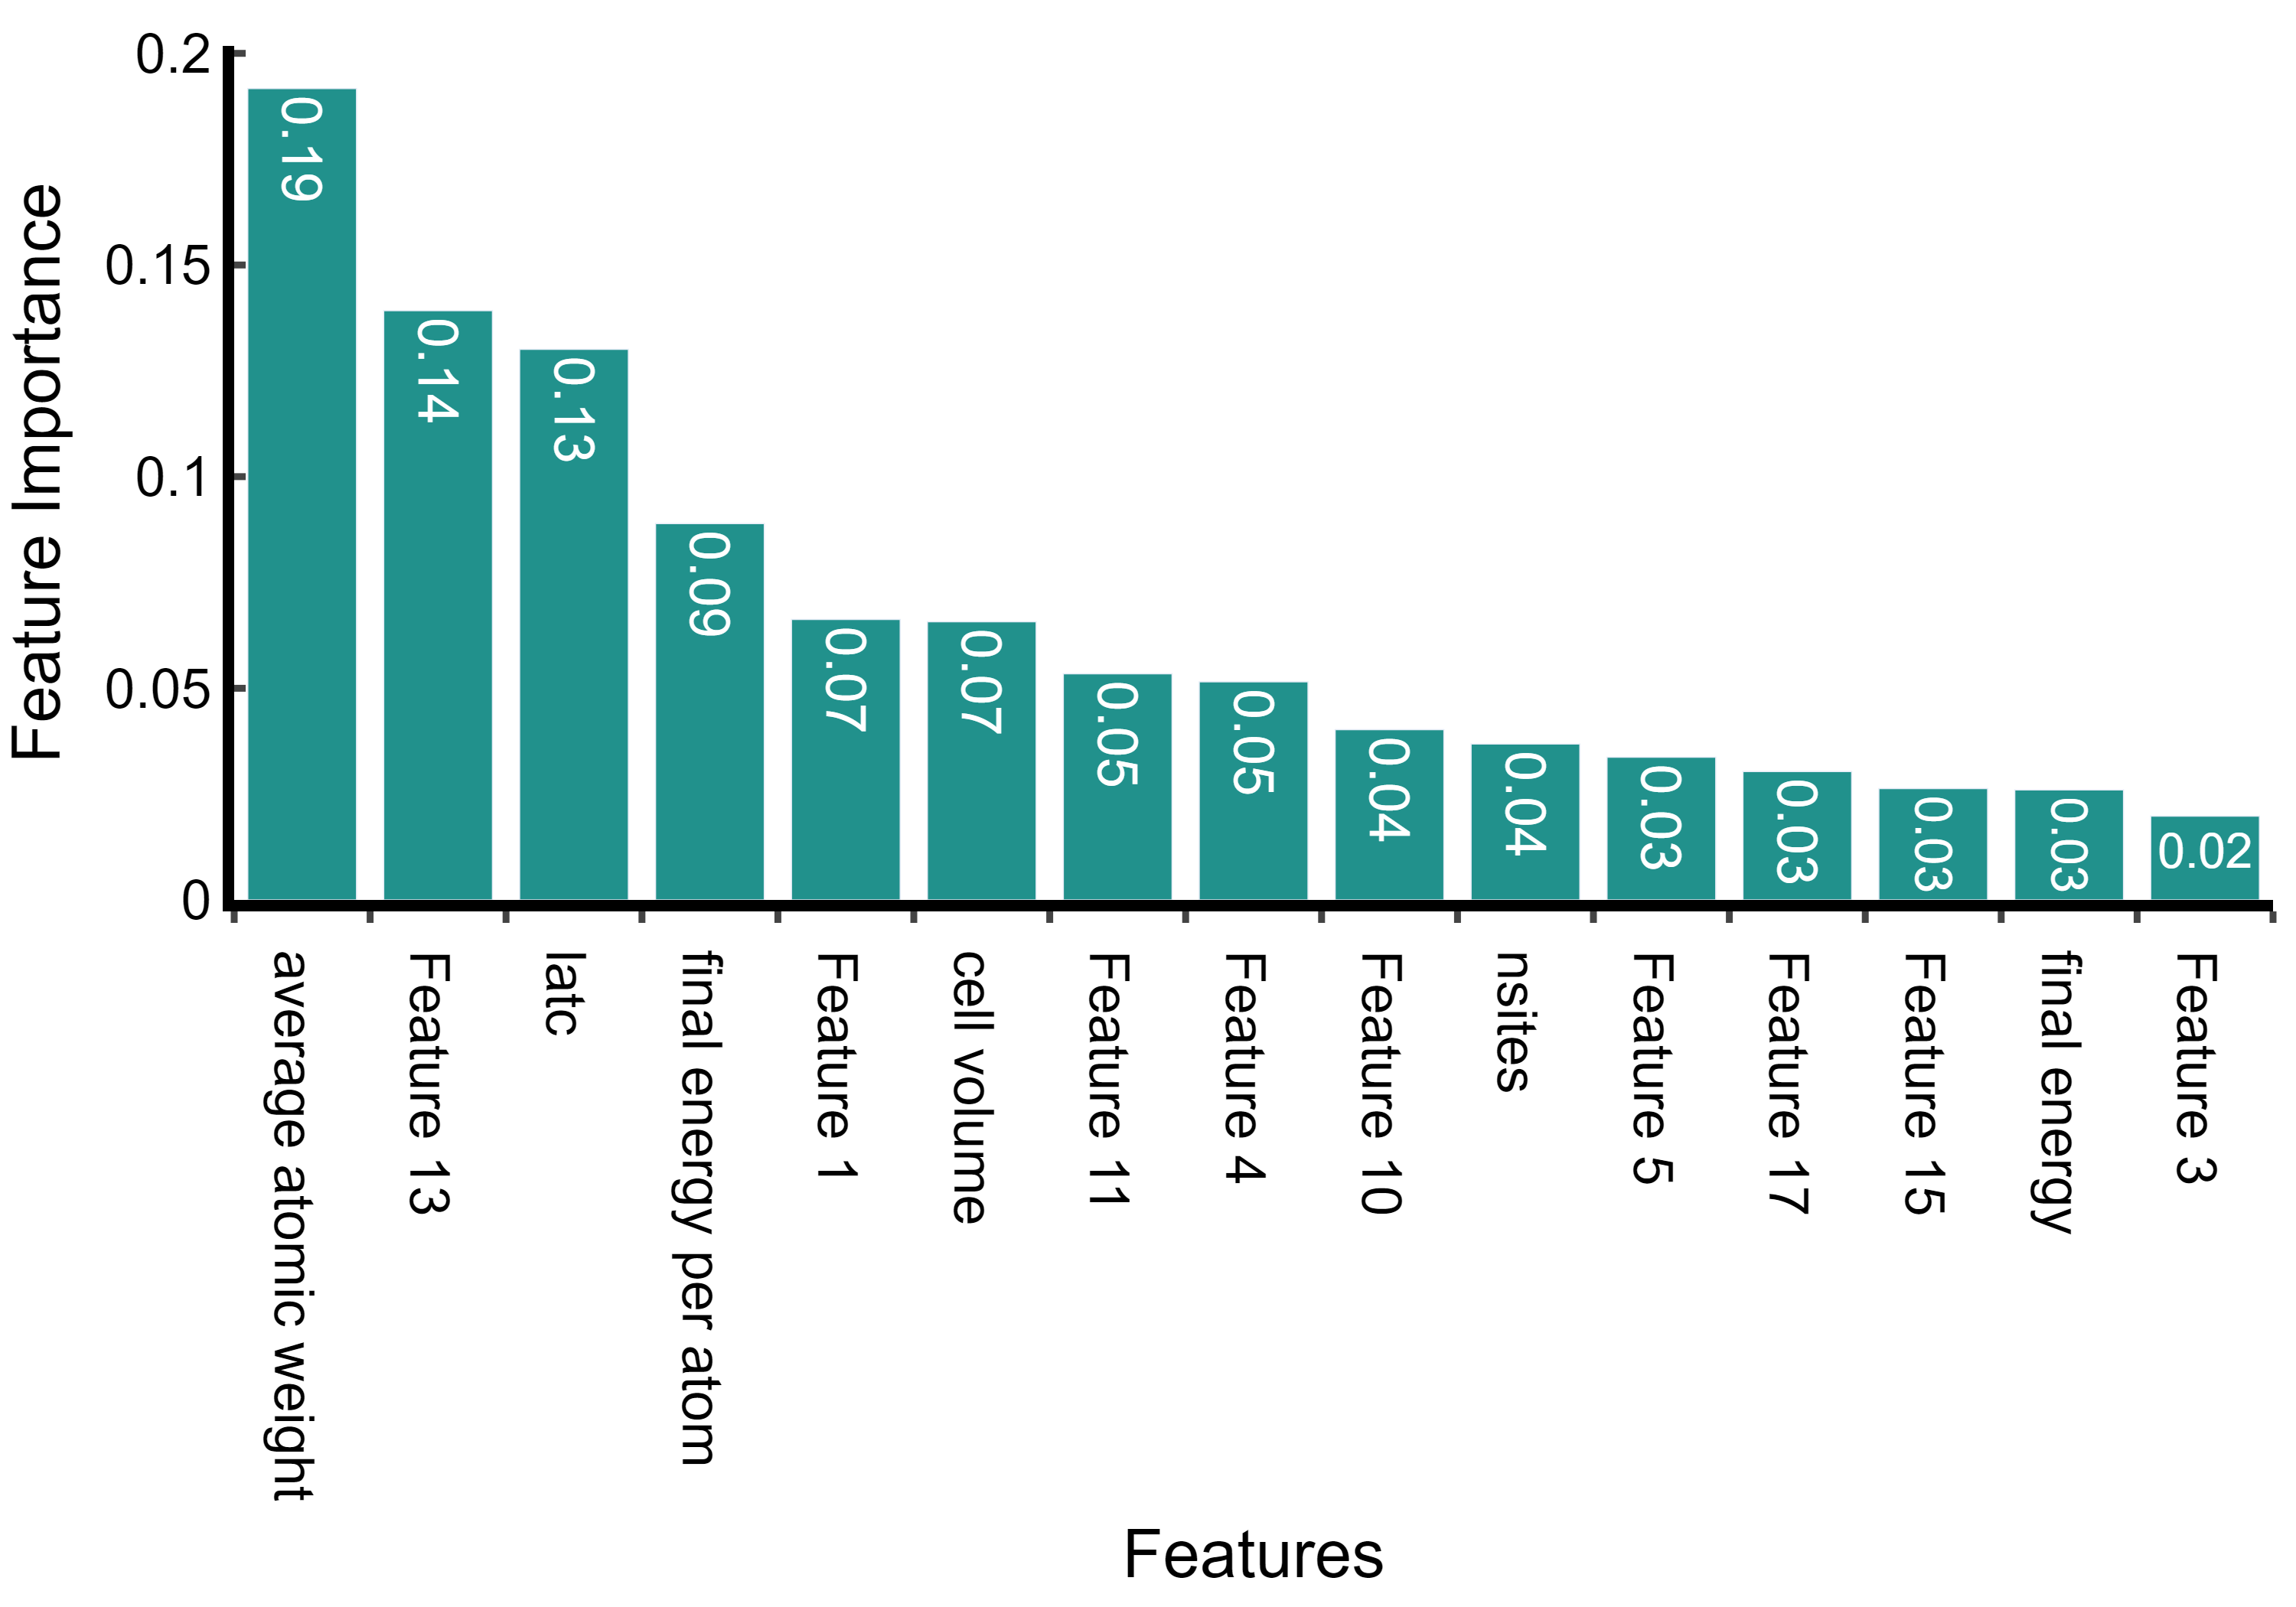 Feature Importance
0.2
0.15
0.1
0.05
0
0.19
0.14
0.13
0.09
0.07
0.07
0.05
0.05
0.04
0.04
0.03
0.03
0.03
0.03
0.02
average atomic weight
Feature 13
latc
final energy per atom
Feature 1
cell volume
Feature 11
Feature 4
Feature 10
nsites
Feature 5
Feature 17
Feature 15
final energy
Feature 3
Features